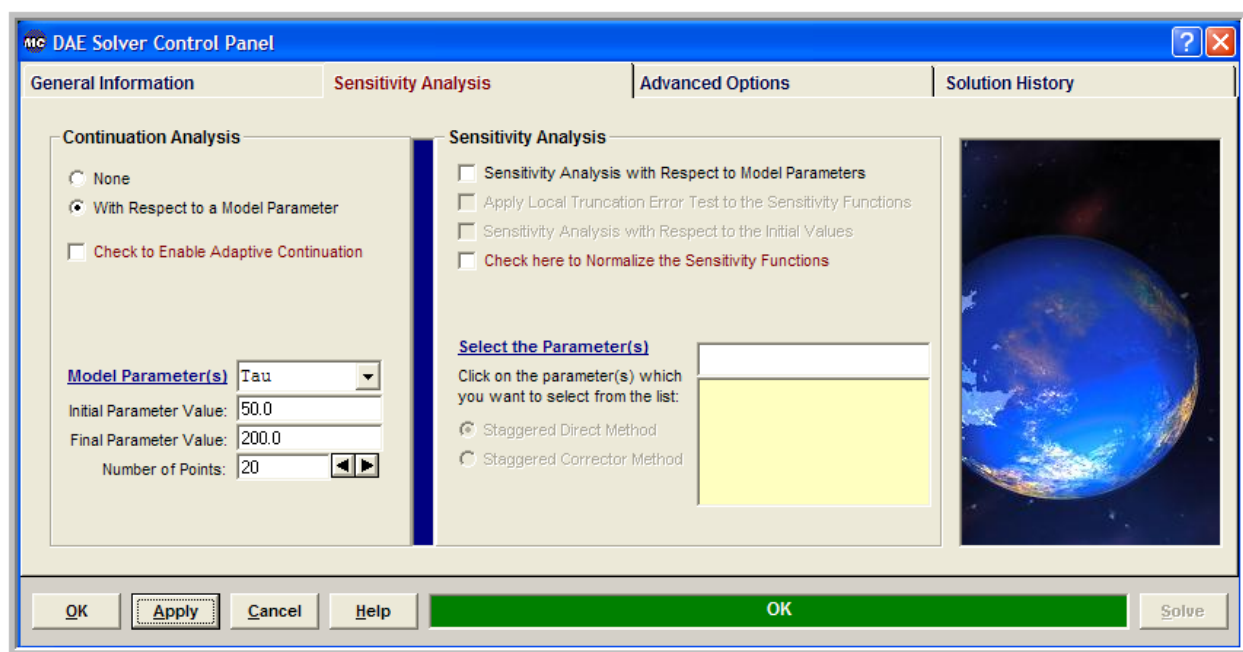 MC DAE Solver Control Panel
?
General Information
Sensitivity Analysis
Advanced Options
Solution History
Continuation Analysis
None
With Respect to a Model Parameter
Check to Enable Adaptive Continuation
Model Parameter(s) Tau
Initial Parameter Value: 50.0
Final Parameter Value: 200.0
Number of Points: 20
Sensitivity Analysis
Sensitivity Analysis with Respect to Model Parameters
Apply Local Truncation Error Test to the Sensitivity Functions
Sensitivity Analysis with Respect to the Initial Values
Check here to Normalize the Sensitivity Functions
Select the Parameter(s)
Click on the parameter(s) which
you want to select from the list:
Staggered Direct Method
Staggered Corrector Method
OK Apply Cancel Help OK Solve